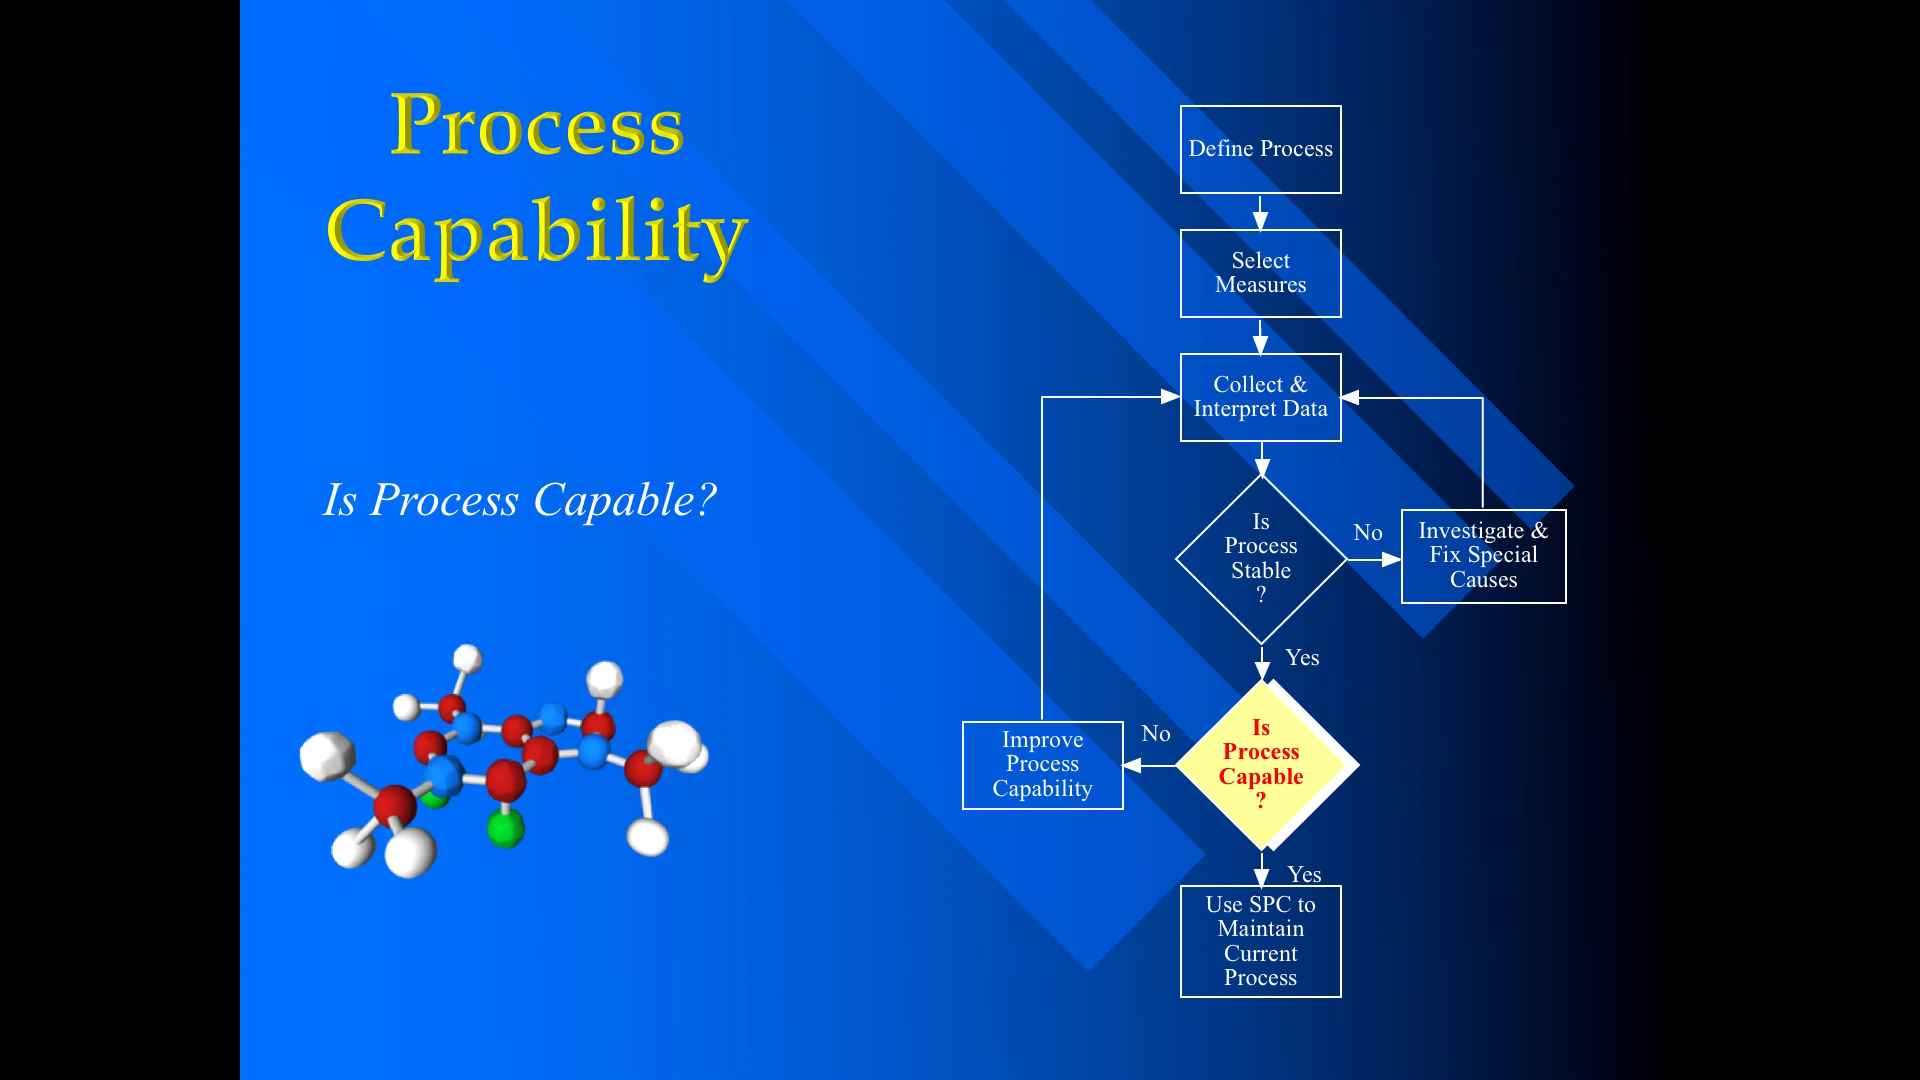 Process
Capability
Is Process Capable?
Define Process
Select
Measures
Collect &
Interpret Data
Is
Process
Stable
?
No
Investigate &
Fix Special
Causes
Yes
Is
Process
Capable
?
No
Improve
Process
Capability
Yes
Use SPC to
Maintain
Current
Process